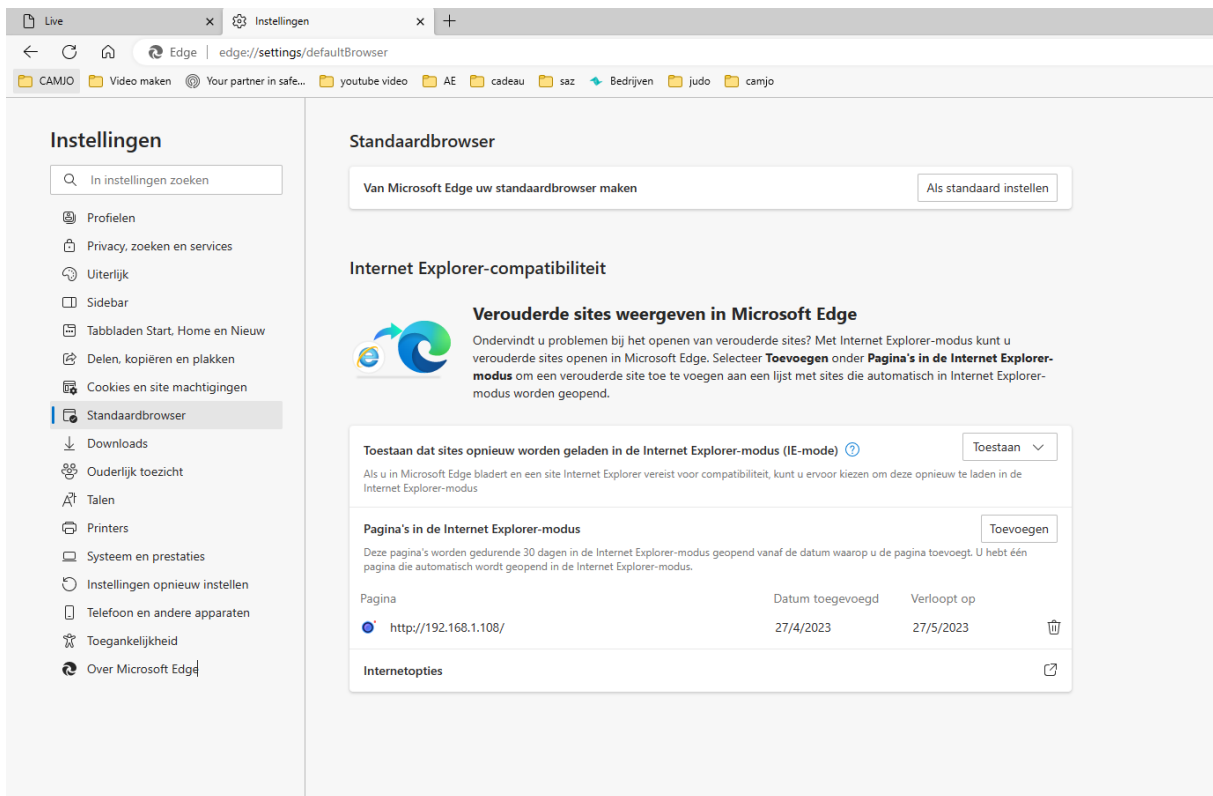 Live
Instellingen
Edge | edge://settings/defaultBrowser
CAMJO Video maken Your partner in safe... youtube video AE cadeau saz Bedrijven judo camjo
Instellingen
In instellingen zoeken
Profielen
Privacy, zoeken en services
Uiterlijk
Sidebar
Tabbladen Start, Home en Nieuw
Delen, kopiëren en plakken
Cookies en site machtigingen
Standaardbrowser
Downloads
Ouderlijk toezicht
Talen
Printers
Systeem en prestaties
Instellingen opnieuw instellen
Telefoon en andere apparaten
Toegankelijkheid
Over Microsoft Edge
Standaardbrowser
Van Microsoft Edge uw standaardbrowser maken
Als standaard instellen
Internet Explorer-compatibiliteit
Verouderde sites weergeven in Microsoft Edge
Ondervindt u problemen bij het openen van verouderde sites? Met Internet Explorer-modus kunt u
verouderde sites openen in Microsoft Edge. Selecteer Toevoegen onder Pagina's in de Internet Explorer-
modus om een verouderde site toe te voegen aan een lijst met sites die automatisch in Internet Explorer-
modus worden geopend.
Toestaan dat sites opnieuw worden geladen in de Internet Explorer-modus (IE-mode)
Toestaan
Als u in Microsoft Edge bladert en een site Internet Explorer vereist voor compatibiliteit, kunt u ervoor kiezen om deze opnieuw te laden in de
Internet Explorer-modus
Pagina's in de Internet Explorer-modus
Toevoegen
Deze pagina's worden gedurende 30 dagen in de Internet Explorer-modus geopend vanaf de datum waarop u de pagina toevoegt. U hebt één
pagina die automatisch wordt geopend in de Internet Explorer-modus.
Pagina Datum toegevoegd Verloopt op
http://192.168.1.108/ 27/4/2023 27/5/2023
Internetopties